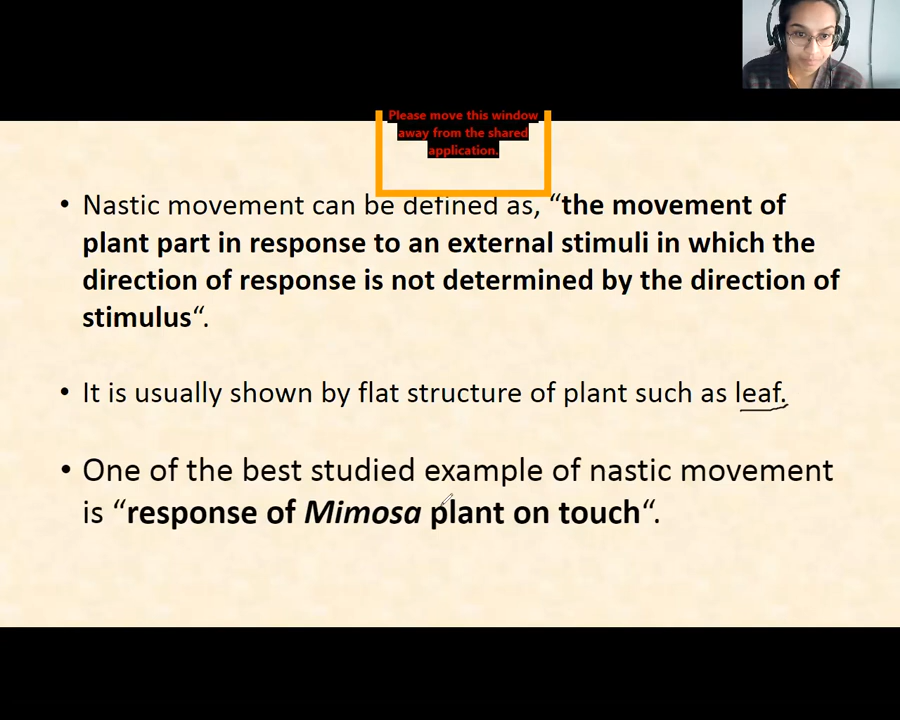 Please move this window
away from the shared
application.
• Nastic movement can be defined as, “the movement of
plant part in response to an external stimuli in which the
direction of response is not determined by the direction of
stimulus“.
• It is usually shown by flat structure of plant such as leaf.
• One of the best studied example of nastic movement
is “response of Mimosa plant on touch“.